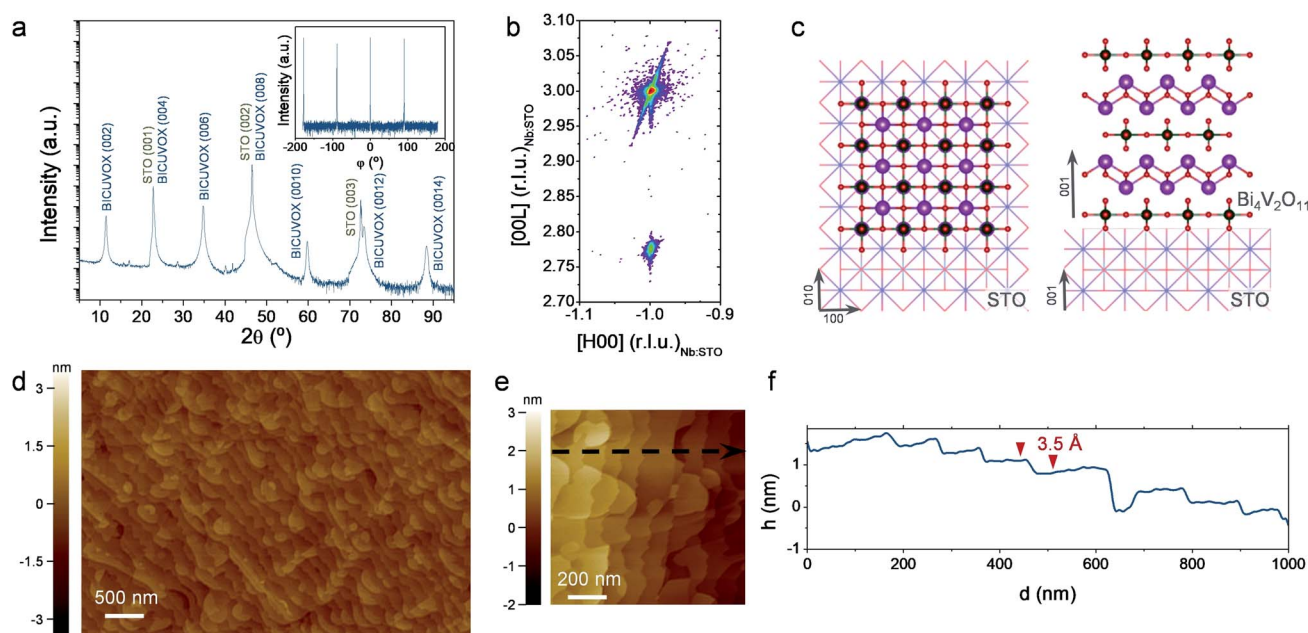 a
Intensity (a.u.)
BICUVOX (002)
STO (001)
BICUVOX (004)
BICUVOX (006)
STO (002)
BICUVOX (008)
BICUVOX (0010)
STO (003)
BICUVOX (0012)
BICUVOX (0014)
10 20 30 40 50 60 70 80 90
2θ (º)
Intensity (a.u.)
-200 -100 0 100 200
φ (º)
b
[00L] (r.l.u.)Nb:STO
3.10
3.05
3.00
2.95
2.90
2.85
2.80
2.75
2.70
-1.1 -1.0 -0.9
[H00] (r.l.u.)Nb:STO
c
010
100
STO
001
Bi4V2O11
001
STO
d
nm
3
1.5
0
-1.5
-3
500 nm
e
nm
3
2
1
0
-1
-2
200 nm
f
h (nm)
1
0
-1
3.5 Å
0 200 400 600 800 1000
d (nm)